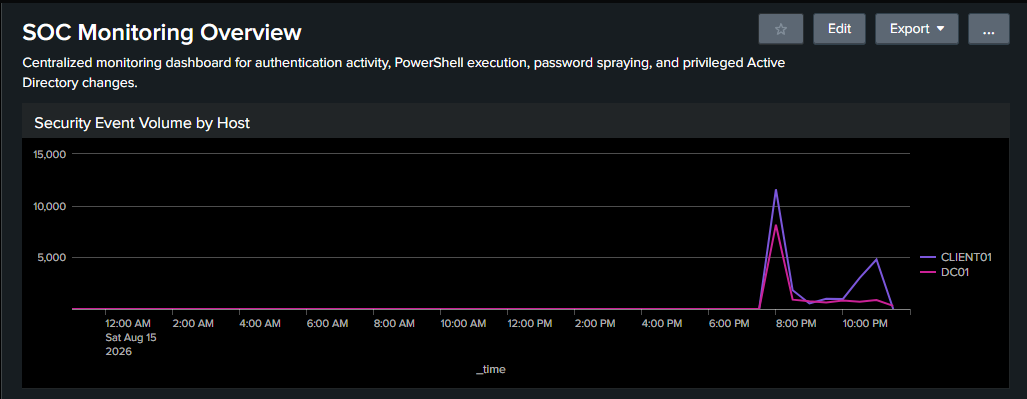 SOC Monitoring Overview
Edit
Export
...
Centralized monitoring dashboard for authentication activity, PowerShell execution, password spraying, and privileged Active
Directory changes.
Security Event Volume by Host
15,000
10,000
5,000
CLIENT01
DC01
12:00 AM 2:00 AM 4:00 AM 6:00 AM 8:00 AM 10:00 AM 12:00 PM 2:00 PM 4:00 PM 6:00 PM 8:00 PM 10:00 PM
Sat Aug 15
2026
_time